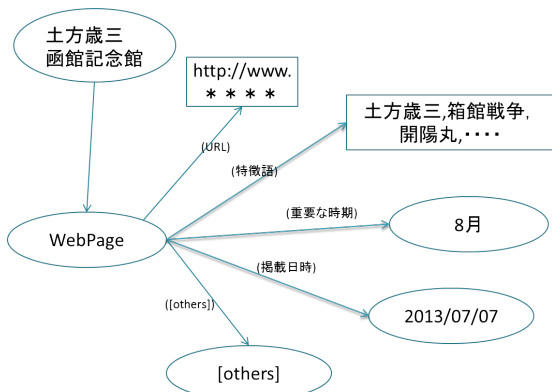 土方歳三
函館記念館
http://www.
＊＊＊＊
(URL)
土方歳三,箱館戦争,
開陽丸,・・・・
(特徴語)
(重要な時期)
8月
WebPage
(掲載日時)
2013/07/07
([others])
[others]